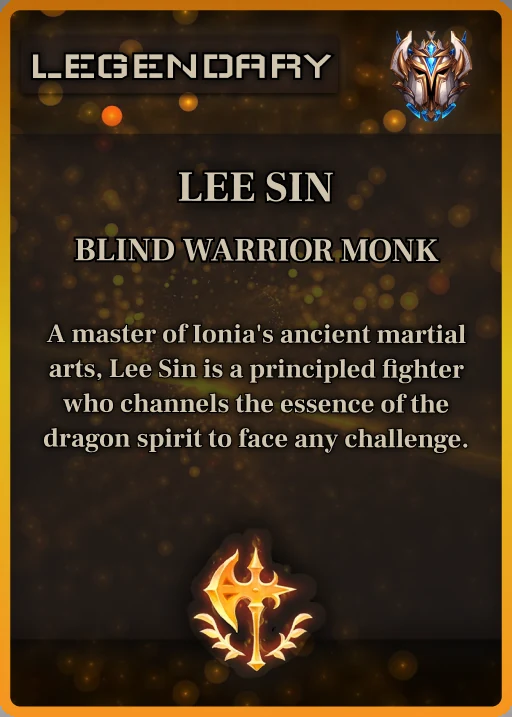 LEGENDARY
LEE SIN
BLIND WARRIOR MONK
A master of Ionia's ancient martial
arts, Lee Sin is a principled fighter
who channels the essence of the
dragon spirit to face any challenge.